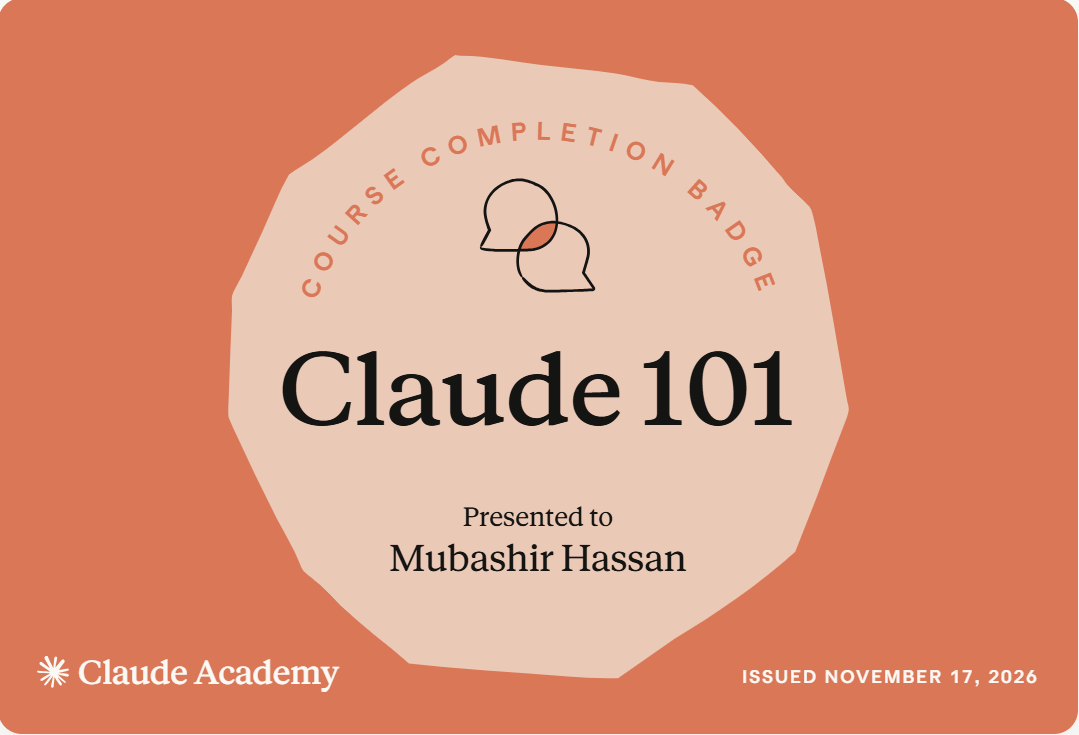 COURSE COMPLETION BADGE
Claude 101
Presented to
Mubashir Hassan
Claude Academy
ISSUED NOVEMBER 17, 2026